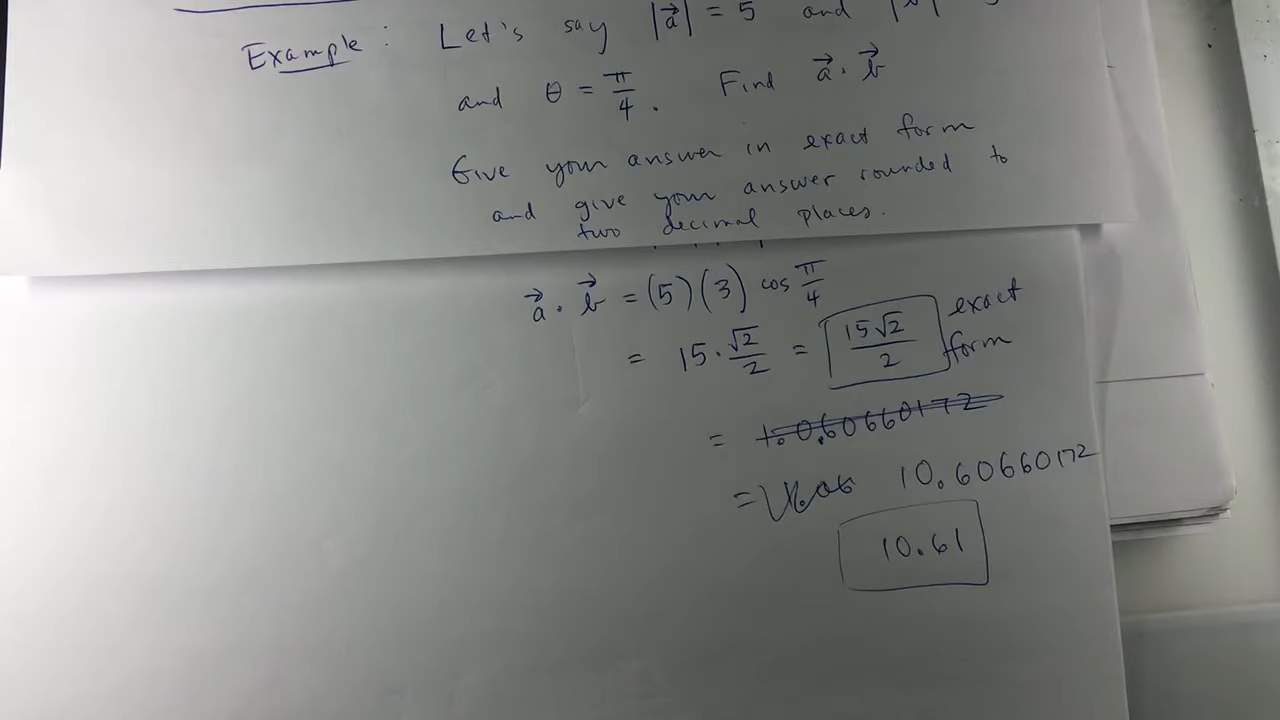 Example: Let's say |a⃗| = 5 and
and θ = π/4. Find a⃗ · b⃗
Give your answer in exact form
and give your answer rounded to
two decimal places.
a⃗ · b⃗ = (5)(3) cos π/4
= 15 · √2/2 = 15√2/2 exact
form
= 10.60660172
= 10.60660172
10.61